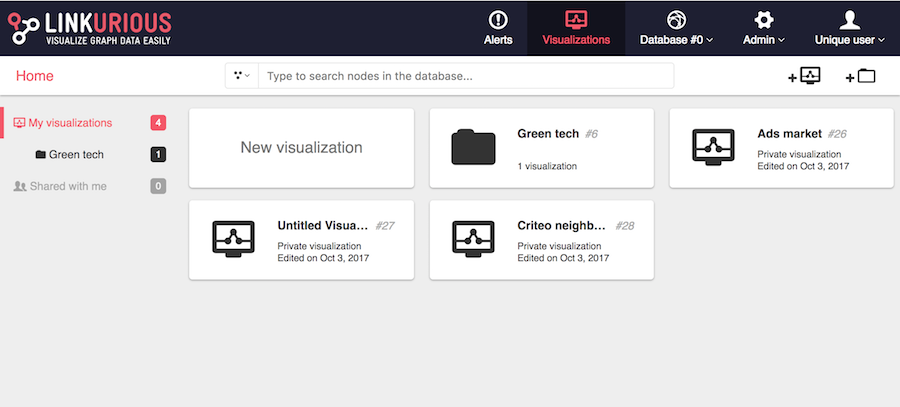 LINKURIOUS
VISUALIZE GRAPH DATA EASILY
Alerts
Visualizations
Database #0
Admin
Unique user
Home
Type to search nodes in the database...
+
+
My visualizations 4
Green tech 1
Shared with me 0
New visualization
Green tech #6
1 visualization
Ads market #26
Private visualization
Edited on Oct 3, 2017
Untitled Visua... #27
Private visualization
Edited on Oct 3, 2017
Criteo neighb... #28
Private visualization
Edited on Oct 3, 2017